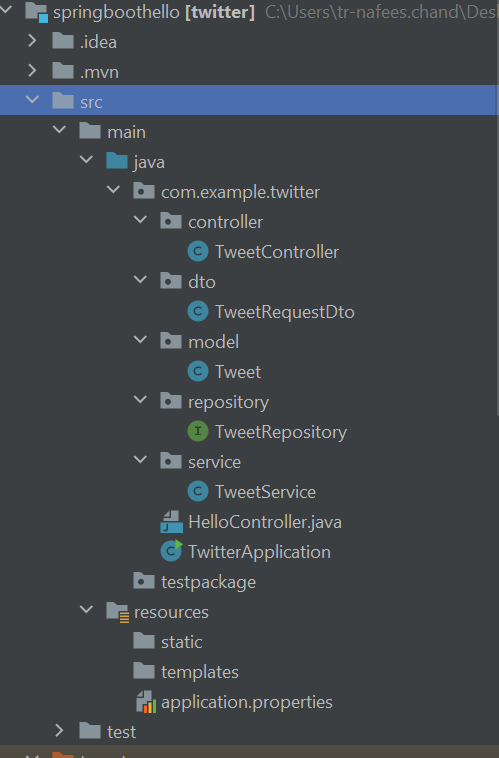 springboothello [twitter] C:\Users\tr-nafees.chand\Des
.idea
.mvn
src
main
java
com.example.twitter
controller
TweetController
dto
TweetRequestDto
model
Tweet
repository
TweetRepository
service
TweetService
HelloController.java
TwitterApplication
testpackage
resources
static
templates
application.properties
test